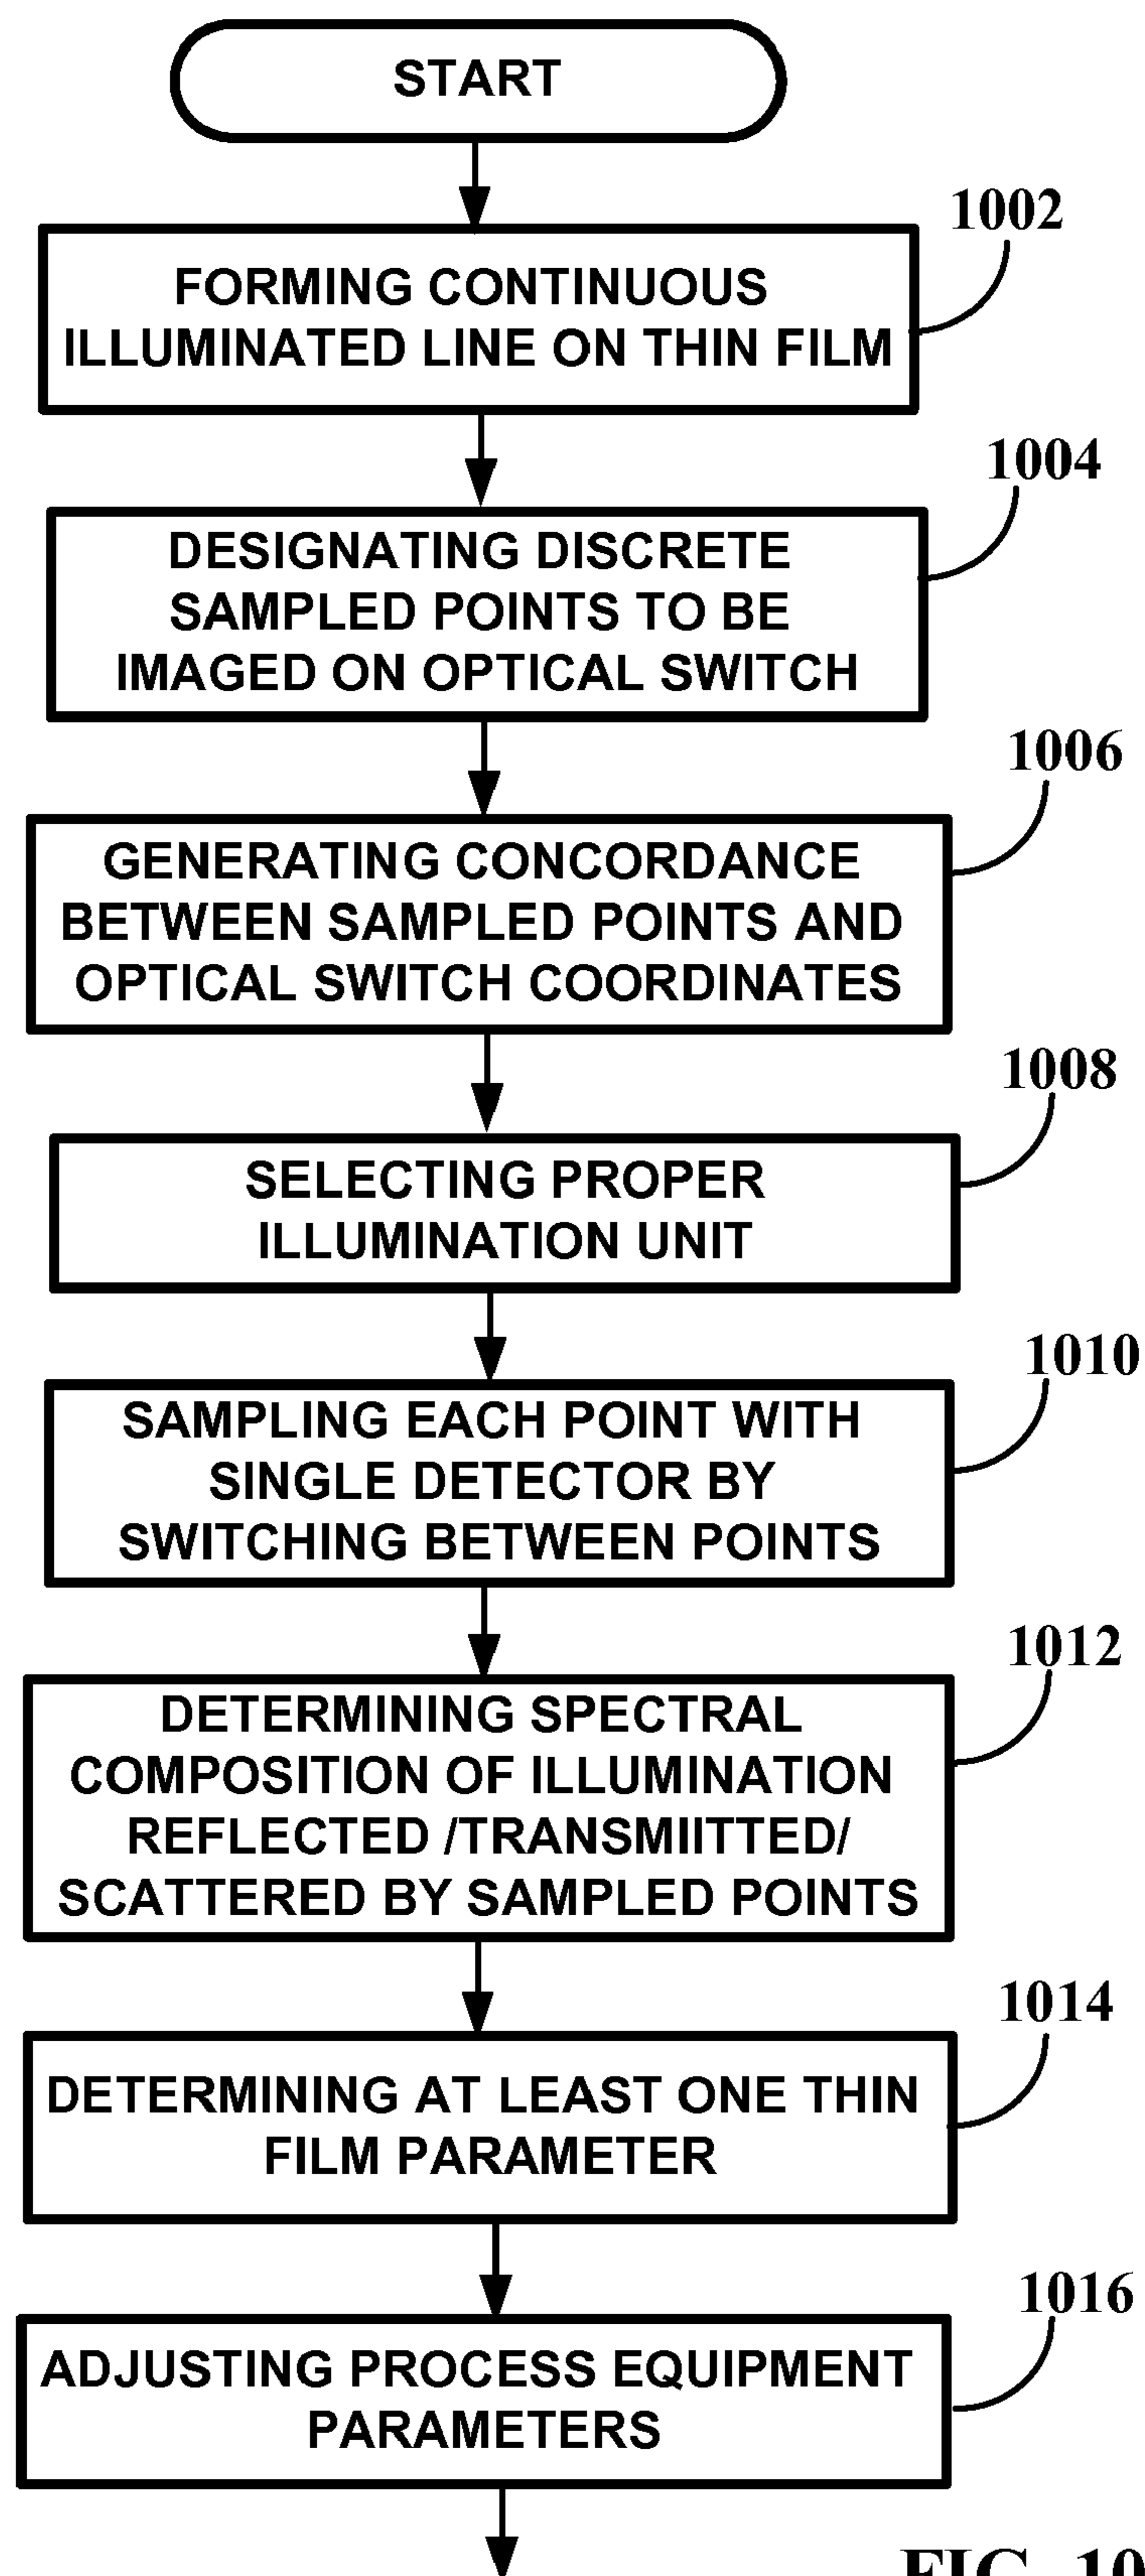 START
1002
FORMING CONTINUOUS
ILLUMINATED LINE ON THIN FILM
1004
DESIGNATING DISCRETE
SAMPLED POINTS TO BE
IMAGED ON OPTICAL SWITCH
1006
GENERATING CONCORDANCE
BETWEEN SAMPLED POINTS AND
OPTICAL SWITCH COORDINATES
1008
SELECTING PROPER
ILLUMINATION UNIT
1010
SAMPLING EACH POINT WITH
SINGLE DETECTOR BY
SWITCHING BETWEEN POINTS
1012
DETERMINING SPECTRAL
COMPOSITION OF ILLUMINATION
REFLECTED /TRANSMIITTED/
SCATTERED BY SAMPLED POINTS
1014
DETERMINING AT LEAST ONE THIN
FILM PARAMETER
1016
ADJUSTING PROCESS EQUIPMENT
PARAMETERS
FIG. 10